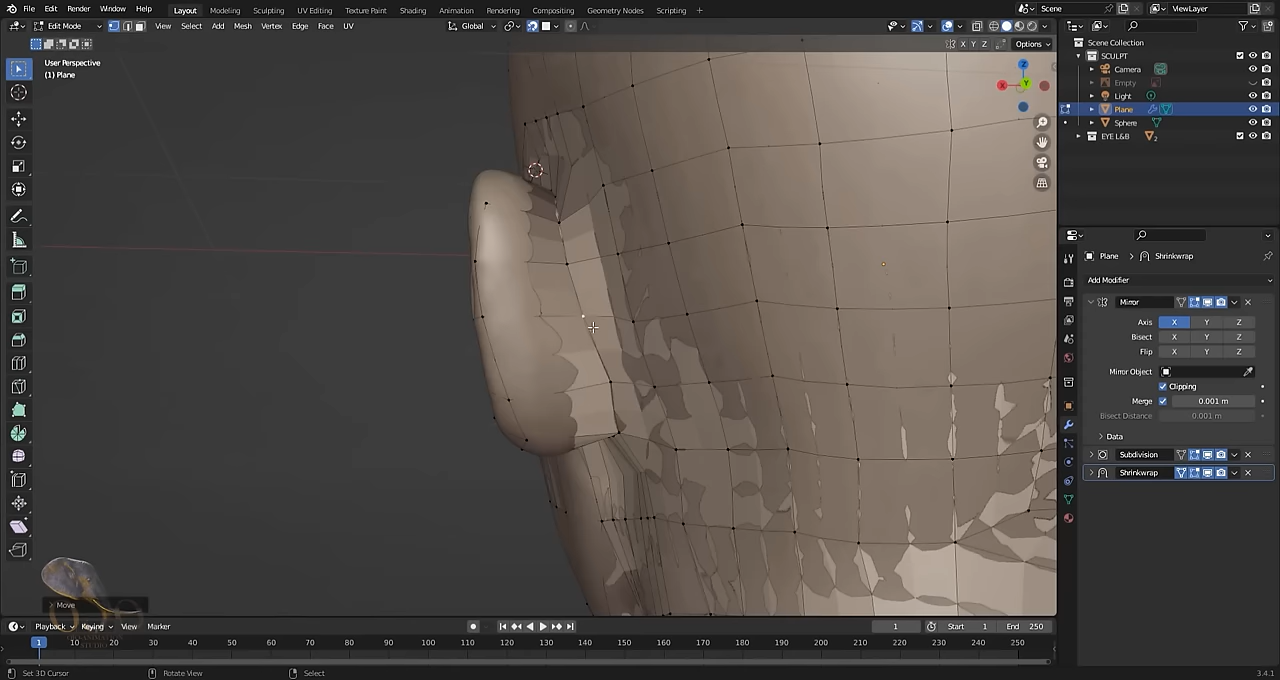 File Edit Render Window Help Layout Modeling Sculpting UV Editing Texture Paint Shading Animation Rendering Compositing Geometry Nodes Scripting + Scene ViewLayer
Edit Mode View Select Add Mesh Vertex Edge Face UV Global
X Y Z Options
User Perspective
(1) Plane
Scene Collection
SCULPT
Camera
Empty
Light
Plane
Sphere
EYE L&B 2
Plane Shrinkwrap
Add Modifier
Mirror
Axis X Y Z
Bisect X Y Z
Flip X Y Z
Mirror Object
Clipping
Merge 0.001 m
Bisect Distance 0.001 m
Data
Subdivision
Shrinkwrap
X Y Z
Move
Playback Keying View Marker 1 Start 1 End 250
1 10 20 30 40 50 60 70 80 90 100 110 120 130 140 150 160 170 180 190 200 210 220 230 240 250
Set 3D Cursor Rotate View Select 3.4.1